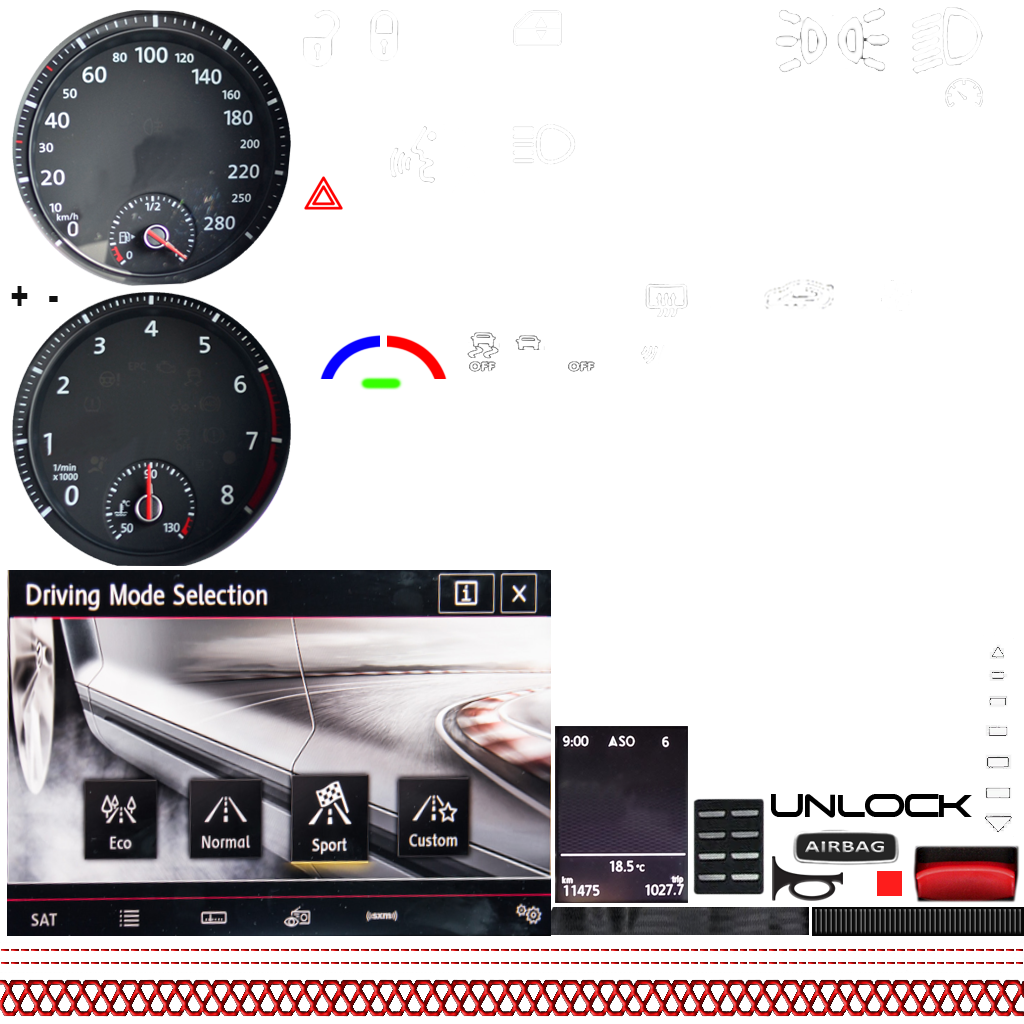 80 100 120
60 140
50 160
40 180
30 200
20 220
10 250
km/h
0 280
1/2
0
+ -
4
3 5
EPC
2 6
1 7
1/min
x1000
90
0 8
°C
50 130
OFF OFF
Driving Mode Selection i X
Eco Normal Sport Custom
SAT
sxm
9:00 ASO 6
18.5 °C
km trip
11475 1027.7
UNLOCK
AIRBAG